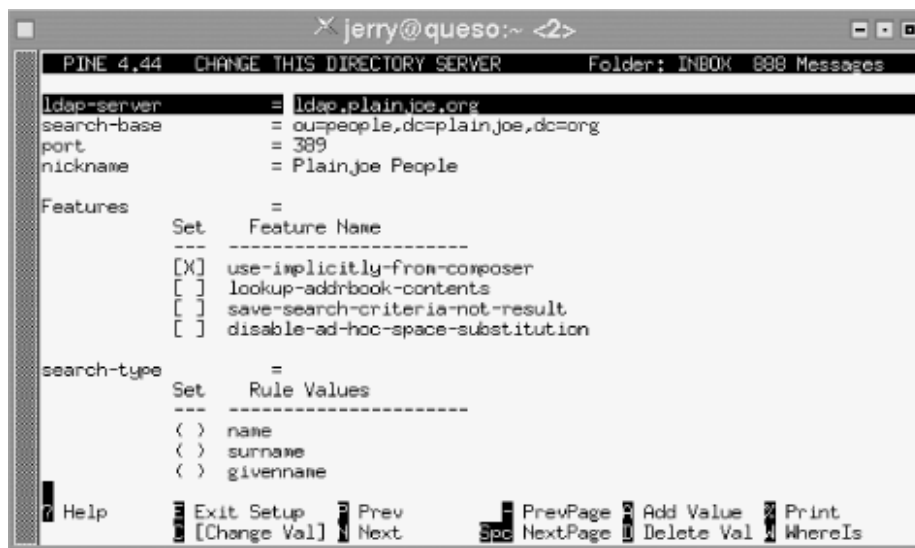 jerry@queso:~ <2>
PINE 4.44 CHANGE THIS DIRECTORY SERVER Folder: INBOX 888 Messages
ldap-server = ldap.plainjoe.org
search-base = ou=people,dc=plainjoe,dc=org
port = 389
nickname = Plainjoe People
Features =
Set Feature Name
--- ----------------------
[X] use-implicitly-from-composer
[ ] lookup-addrbook-contents
[ ] save-search-criteria-not-result
[ ] disable-ad-hoc-space-substitution
search-type =
Set Rule Values
--- ----------------------
( ) name
( ) surname
( ) givenname
? Help E Exit Setup P Prev - PrevPage A Add Value % Print
C [Change Val] N Next Spc NextPage D Delete Val W WhereIs